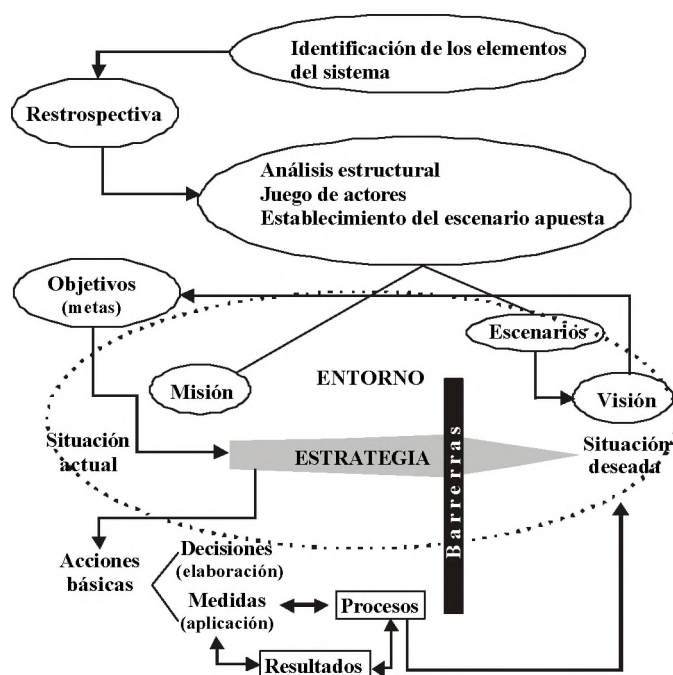 Identificación de los elementos
del sistema
Restrospectiva
Análisis estructural
Juego de actores
Establecimiento del escenario apuesta
Objetivos
(metas)
Escenarios
Misión
ENTORNO
Visión
Situación
actual
ESTRATEGIA
Barrerras
Situación
deseada
Acciones
básicas
Decisiones
(elaboración)
Medidas
(aplicación)
Procesos
Resultados